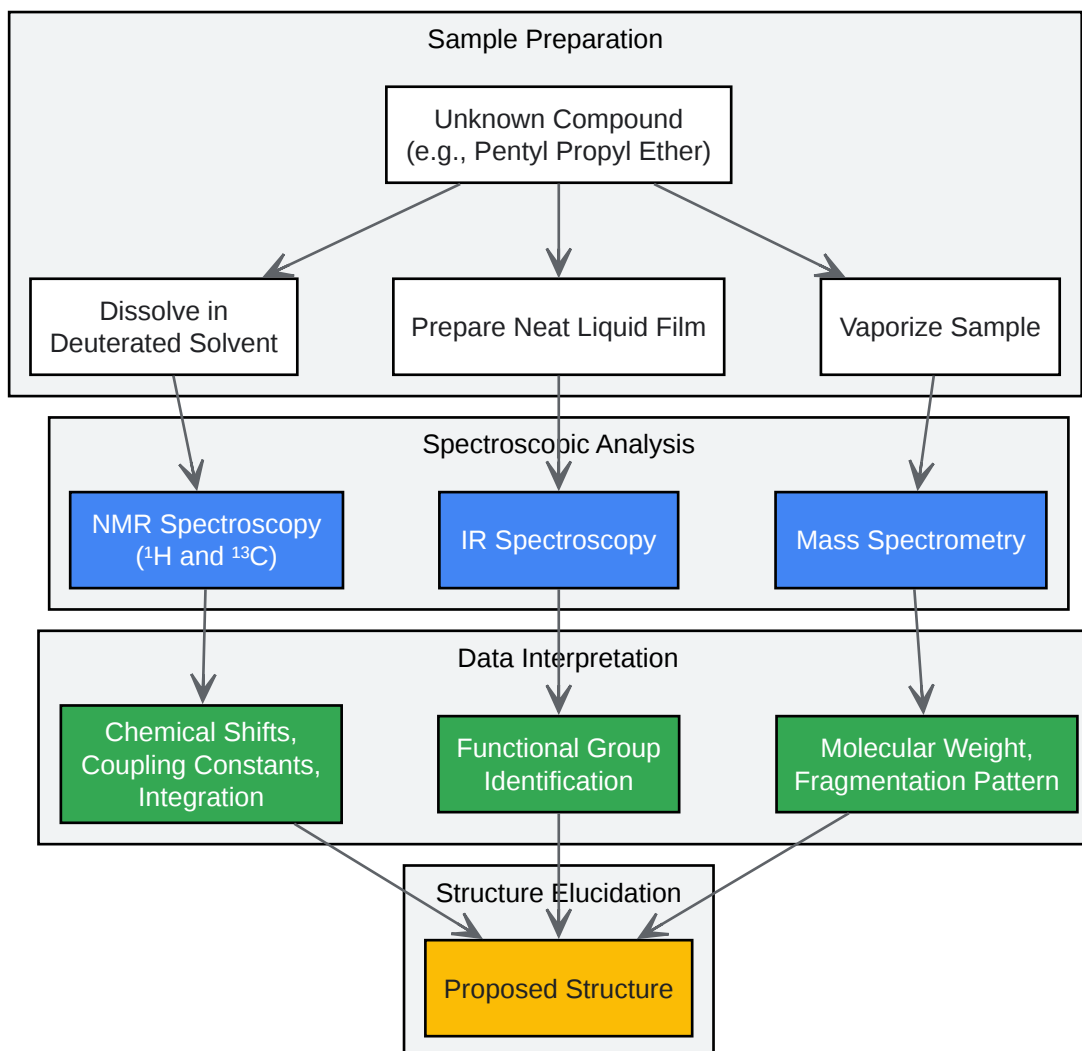 Sample Preparation
Unknown Compound
(e.g., Pentyl Propyl Ether)
Dissolve in
Deuterated Solvent
Prepare Neat Liquid Film
Vaporize Sample
Spectroscopic Analysis
NMR Spectroscopy
(¹H and ¹³C)
IR Spectroscopy
Mass Spectrometry
Data Interpretation
Chemical Shifts,
Coupling Constants,
Integration
Functional Group
Identification
Molecular Weight,
Fragmentation Pattern
Structure Elucidation
Proposed Structure